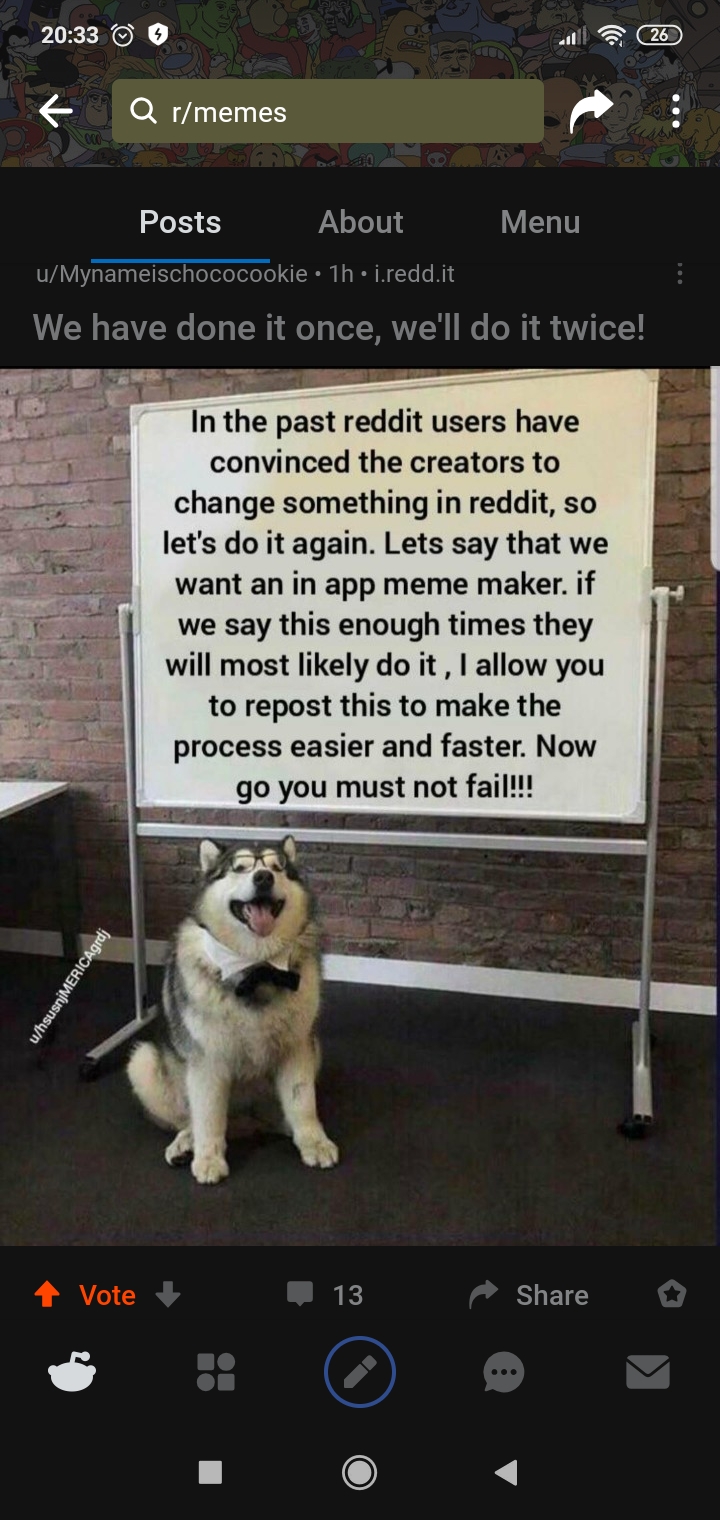 20:33
26
r/memes
Posts About Menu
u/Mynameischococookie • 1h • i.redd.it
We have done it once, we'll do it twice!
In the past reddit users have
convinced the creators to
change something in reddit, so
let's do it again. Lets say that we
want an in app meme maker. if
we say this enough times they
will most likely do it , I allow you
to repost this to make the
process easier and faster. Now
go you must not fail!!!
u/hsusnjMERICAgrdj
Vote 13 Share